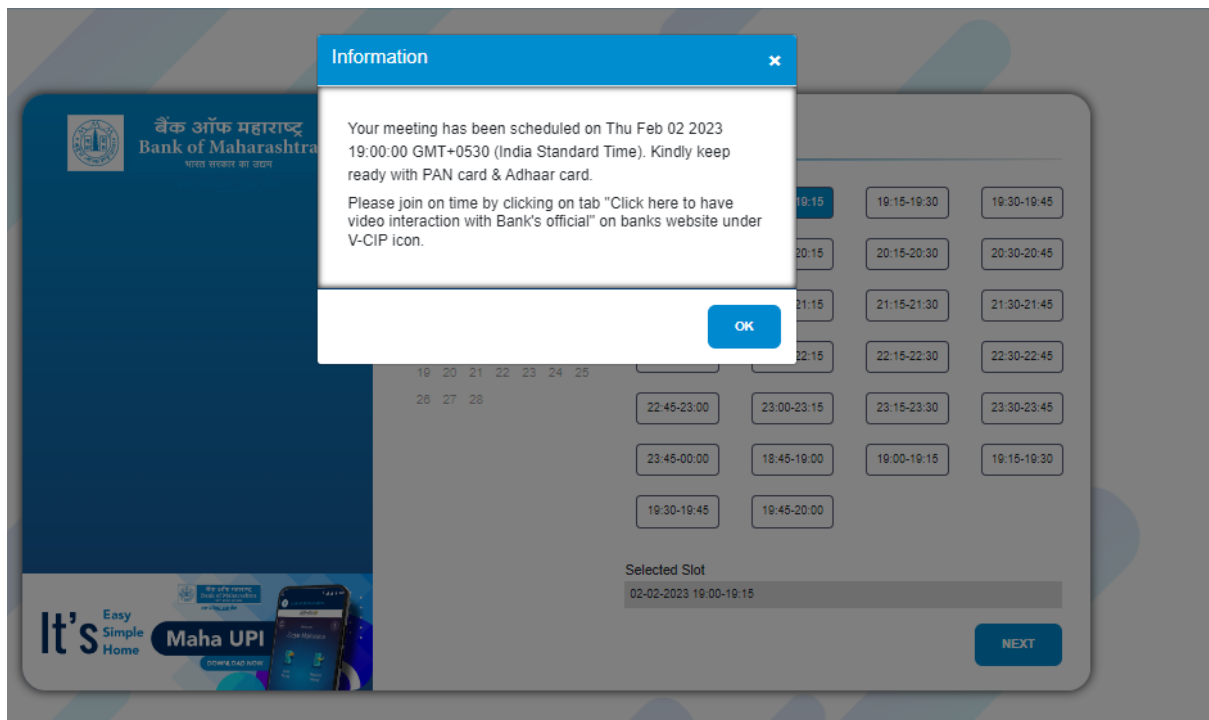 Information
×
Your meeting has been scheduled on Thu Feb 02 2023
19:00:00 GMT+0530 (India Standard Time). Kindly keep
ready with PAN card & Adhaar card.
Please join on time by clicking on tab "Click here to have
video interaction with Bank's official" on banks website under
V-CIP icon.
OK
बैंक ऑफ महाराष्ट्र
Bank of Maharashtra
भारत सरकार का उद्यम
19:15 19:15-19:30 19:30-19:45
20:15 20:15-20:30 20:30-20:45
21:15 21:15-21:30 21:30-21:45
22:15 22:15-22:30 22:30-22:45
19 20 21 22 23 24 25
26 27 28
22:45-23:00 23:00-23:15 23:15-23:30 23:30-23:45
23:45-00:00 18:45-19:00 19:00-19:15 19:15-19:30
19:30-19:45 19:45-20:00
Selected Slot
02-02-2023 19:00-19:15
NEXT
It's Easy
Simple
Home
Maha UPI
DOWNLOAD NOW
बैंक ऑफ महाराष्ट्र
Bank of Maharashtra